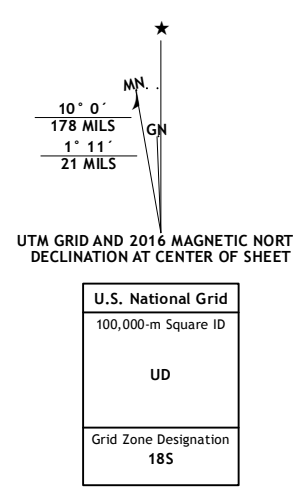 ★
MN
10° 0´
178 MILS
GN
1° 11´
21 MILS
UTM GRID AND 2016 MAGNETIC NORT
DECLINATION AT CENTER OF SHEET
U.S. National Grid
100,000-m Square ID
UD
Grid Zone Designation
18S